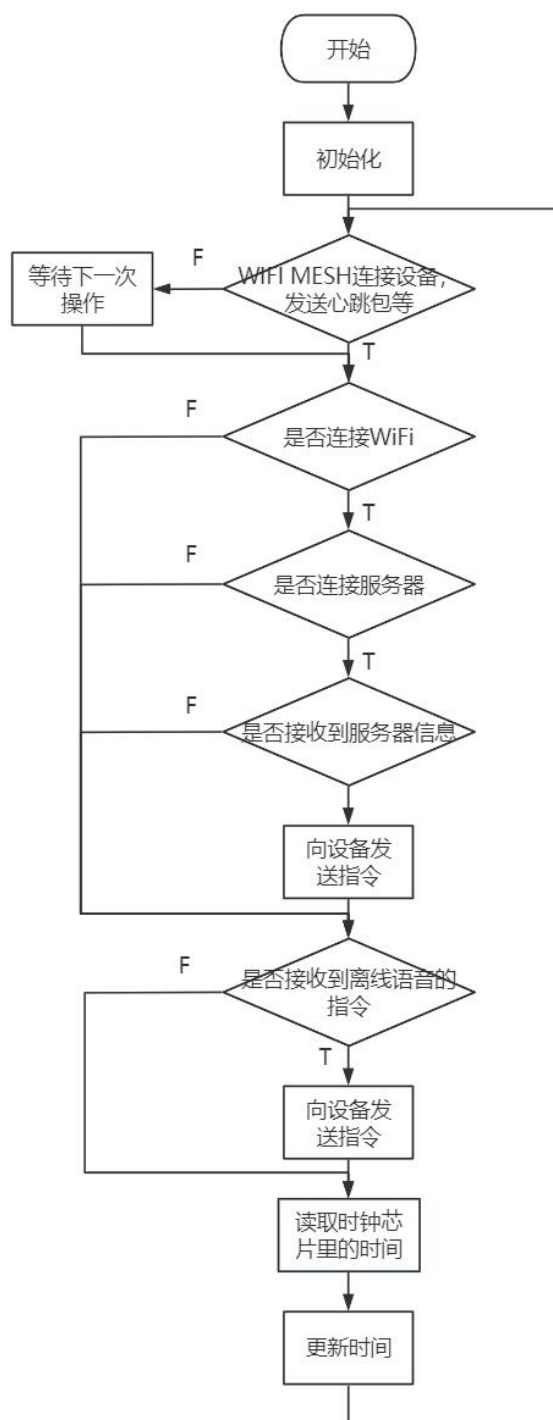 开始
初始化
WIFI MESH连接设备，
发送心跳包等
F
等待下一次
操作
T
F
是否连接WiFi
T
F
是否连接服务器
T
F
是否接收到服务器信息
向设备发
送指令
F
是否接收到离线语音的
指令
T
向设备发
送指令
读取时钟芯
片里的时间
更新时间